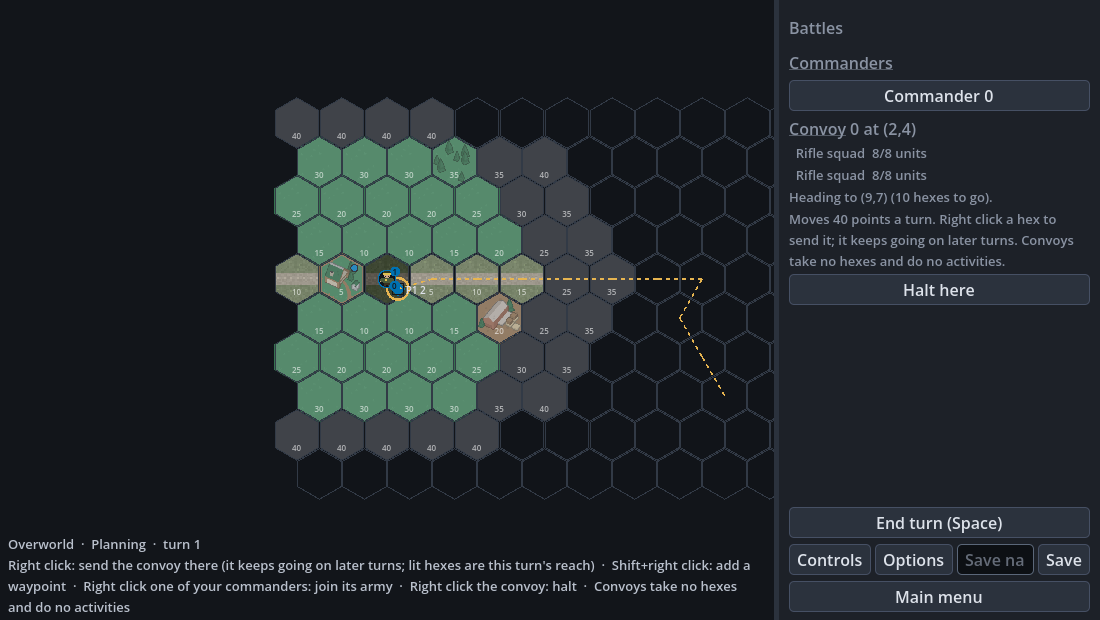 Battles
Commanders
Commander 0
Convoy 0 at (2,4)
Rifle squad 8/8 units
Rifle squad 8/8 units
Heading to (9,7) (10 hexes to go).
Moves 40 points a turn. Right click a hex to
send it; it keeps going on later turns. Convoys
take no hexes and do no activities.
Halt here
40 40 40 40
30 30 30 35 35 40
25 20 20 20 25 30 35
15 10 10 15 20 25 35
10 5 5 10 15 25 35
15 10 10 15 20 25 35
25 20 20 20 25 30 35
30 30 30 30 35 40
40 40 40 40 40
End turn (Space)
Controls Options Save na Save
Main menu
Overworld · Planning · turn 1
Right click: send the convoy there (it keeps going on later turns; lit hexes are this turn's reach) · Shift+right click: add a
waypoint · Right click one of your commanders: join its army · Right click the convoy: halt · Convoys take no hexes
and do no activities